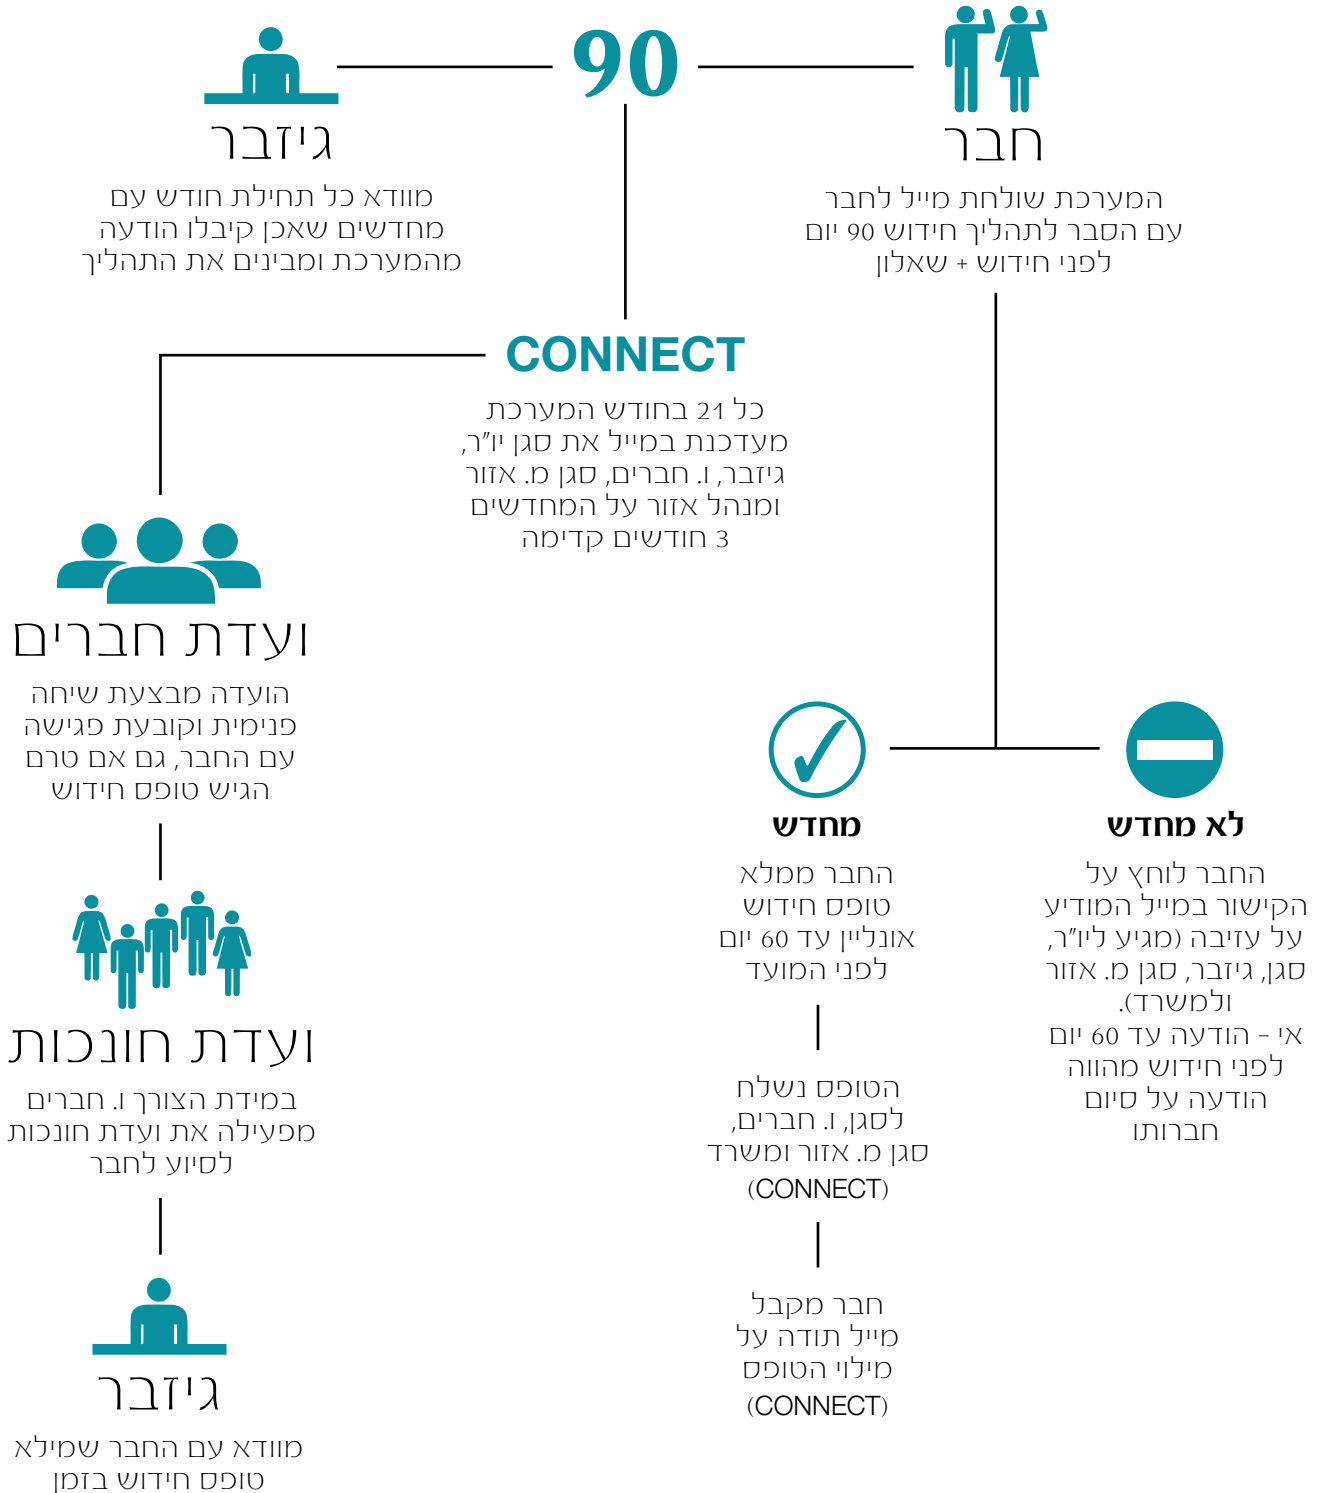 90
חבר
המערכת שולחת מייל לחבר
עם הסבר לתהליך חידוש 90 יום
לפני חידוש + שאלון
גיזבר
מוודא כל תחילת חודש עם
מחדשים שאכן קיבלו הודעה
מהמערכת ומבינים את התהליך
CONNECT
כל 21 בחודש המערכת
מעדכנת במייל את סגן יו"ר,
גיזבר, ו. חברים, סגן מ. אזור
ומנהל אזור על המחדשים
3 חודשים קדימה
לא מחדש
החבר לוחץ על
הקישור במייל המודיע
על עזיבה (מגיע ליו"ר,
סגן, גיזבר, סגן מ. אזור
ולמשרד).
אי - הודעה עד 60 יום
לפני חידוש מהווה
הודעה על סיום
חברותו
מחדש
החבר ממלא
טופס חידוש
אונליין עד 60 יום
לפני המועד
הטופס נשלח
לסגן, ו. חברים,
סגן מ. אזור ומשרד
(CONNECT)
חבר מקבל
מייל תודה על
מילוי הטופס
(CONNECT)
ועדת חברים
הועדה מבצעת שיחה
פנימית וקובעת פגישה
עם החבר, גם אם טרם
הגיש טופס חידוש
ועדת חונכות
במידת הצורך ו. חברים
מפעילה את ועדת חונכות
לסיוע לחבר
גיזבר
מוודא עם החבר שמילא
טופס חידוש בזמן